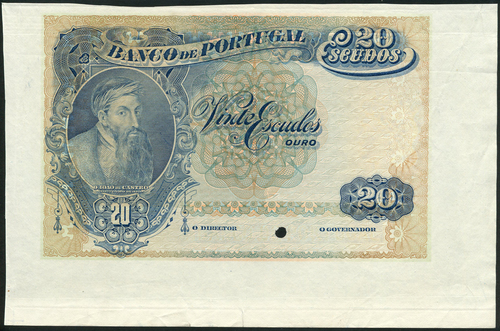 BANCO DE PORTUGAL
20
ESCUDOS
Vinte Escudos
OURO
D. JOÃO DE CASTRO
20
20
O DIRECTOR
O GOVERNADOR